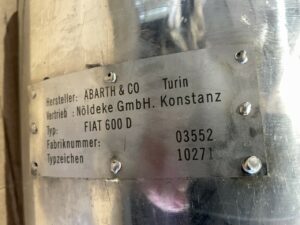 Hersteller: ABARTH & CO Turin
Vertrieb : Nöldeke GmbH. Konstanz
Typ: FIAT 600 D
Fabriknummer: 03552
Typzeichen 10271